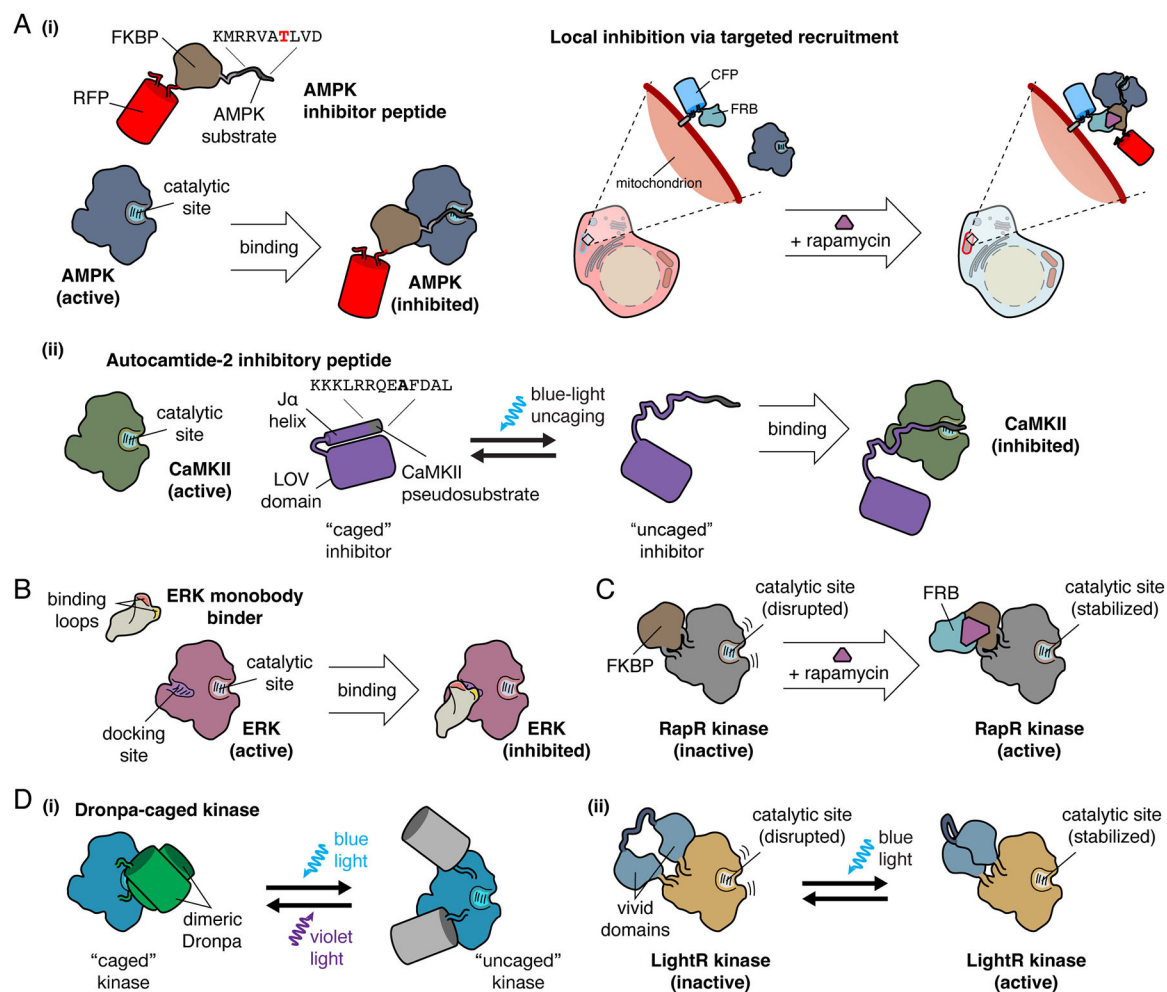 A (i)
FKBP
KMRRVATLVD
RFP
AMPK
substrate
AMPK
inhibitor peptide
Local inhibition via targeted recruitment
CFP
FRB
mitochondrion
catalytic
site
binding
AMPK
(active)
AMPK
(inhibited)
+ rapamycin
(ii)
Autocamtide-2 inhibitory peptide
KKKLRRQEAFDAL
catalytic
site
CaMKII
(active)
Jα
helix
LOV
domain
CaMKII
pseudosubstrate
"caged"
inhibitor
blue-light
uncaging
"uncaged"
inhibitor
binding
CaMKII
(inhibited)
B
binding
loops
ERK monobody
binder
catalytic
site
docking
site
ERK
(active)
binding
ERK
(inhibited)
C
FKBP
catalytic site
(disrupted)
RapR kinase
(inactive)
+ rapamycin
FRB
catalytic site
(stabilized)
RapR kinase
(active)
D (i)
Dronpa-caged kinase
dimeric
Dronpa
"caged"
kinase
blue
light
violet
light
"uncaged"
kinase
(ii)
catalytic site
(disrupted)
vivid
domains
LightR kinase
(inactive)
blue
light
catalytic site
(stabilized)
LightR kinase
(active)